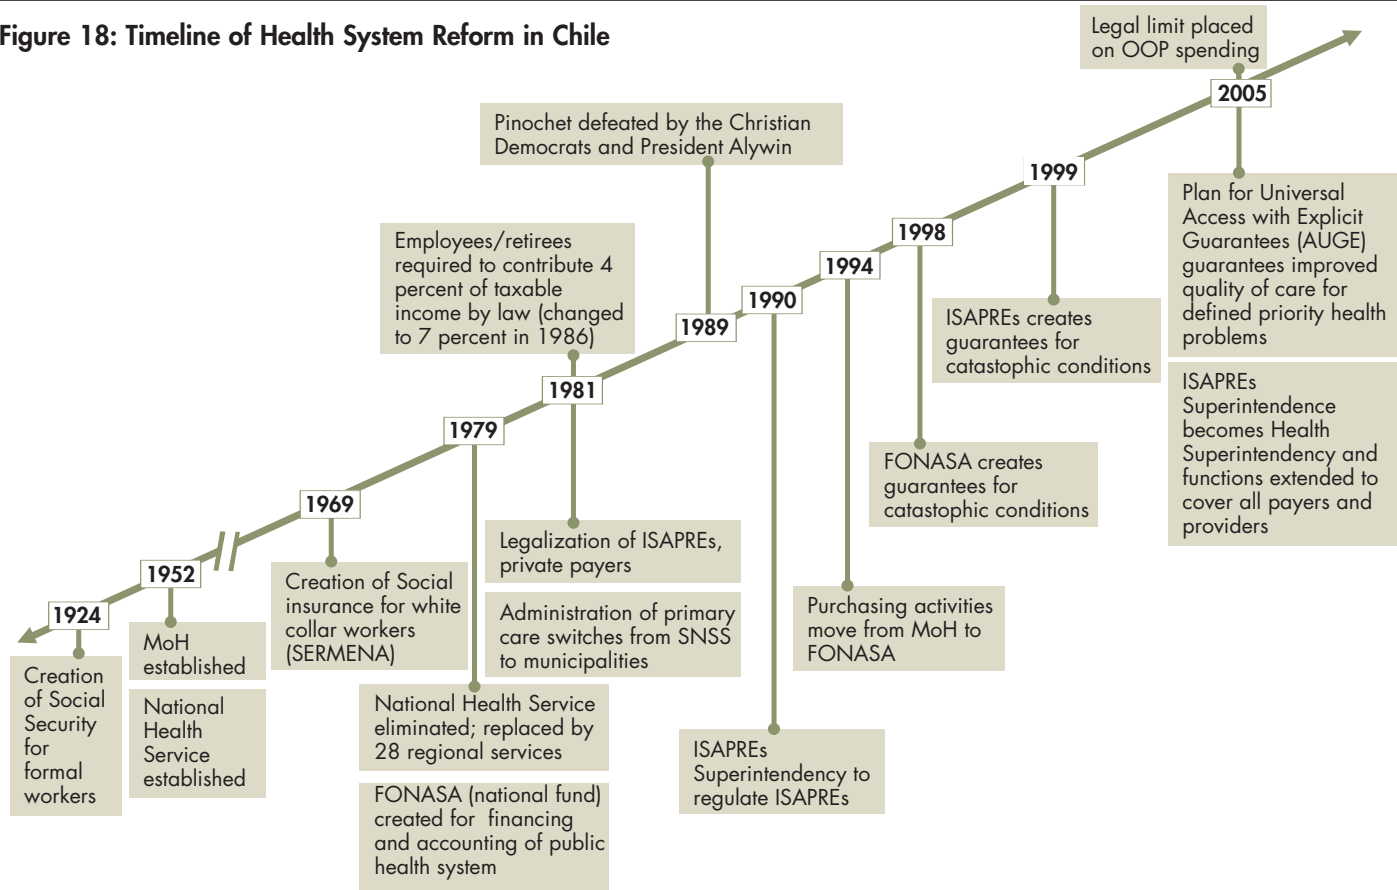 Figure 18: Timeline of Health System Reform in Chile
1924
Creation
of Social
Security
for
formal
workers
1952
MoH
established
National
Health
Service
established
1969
Creation of Social
insurance for white
collar workers
(SERMENA)
1979
National Health Service
eliminated; replaced by
28 regional services
FONASA (national fund)
created for financing
and accounting of public
health system
Employees/retirees
required to contribute 4
percent of taxable
income by law (changed
to 7 percent in 1986)
1981
Legalization of ISAPREs,
private payers
Administration of primary
care switches from SNSS
to municipalities
Pinochet defeated by the Christian
Democrats and President Alywin
1989
1990
ISAPREs
Superintendency to
regulate ISAPREs
1994
Purchasing activities
move from MoH to
FONASA
1998
FONASA creates
guarantees for
catastophic conditions
1999
ISAPREs creates
guarantees for
catastophic conditions
Legal limit placed
on OOP spending
2005
Plan for Universal
Access with Explicit
Guarantees (AUGE)
guarantees improved
quality of care for
defined priority health
problems
ISAPREs
Superintendence
becomes Health
Superintendency and
functions extended to
cover all payers and
providers